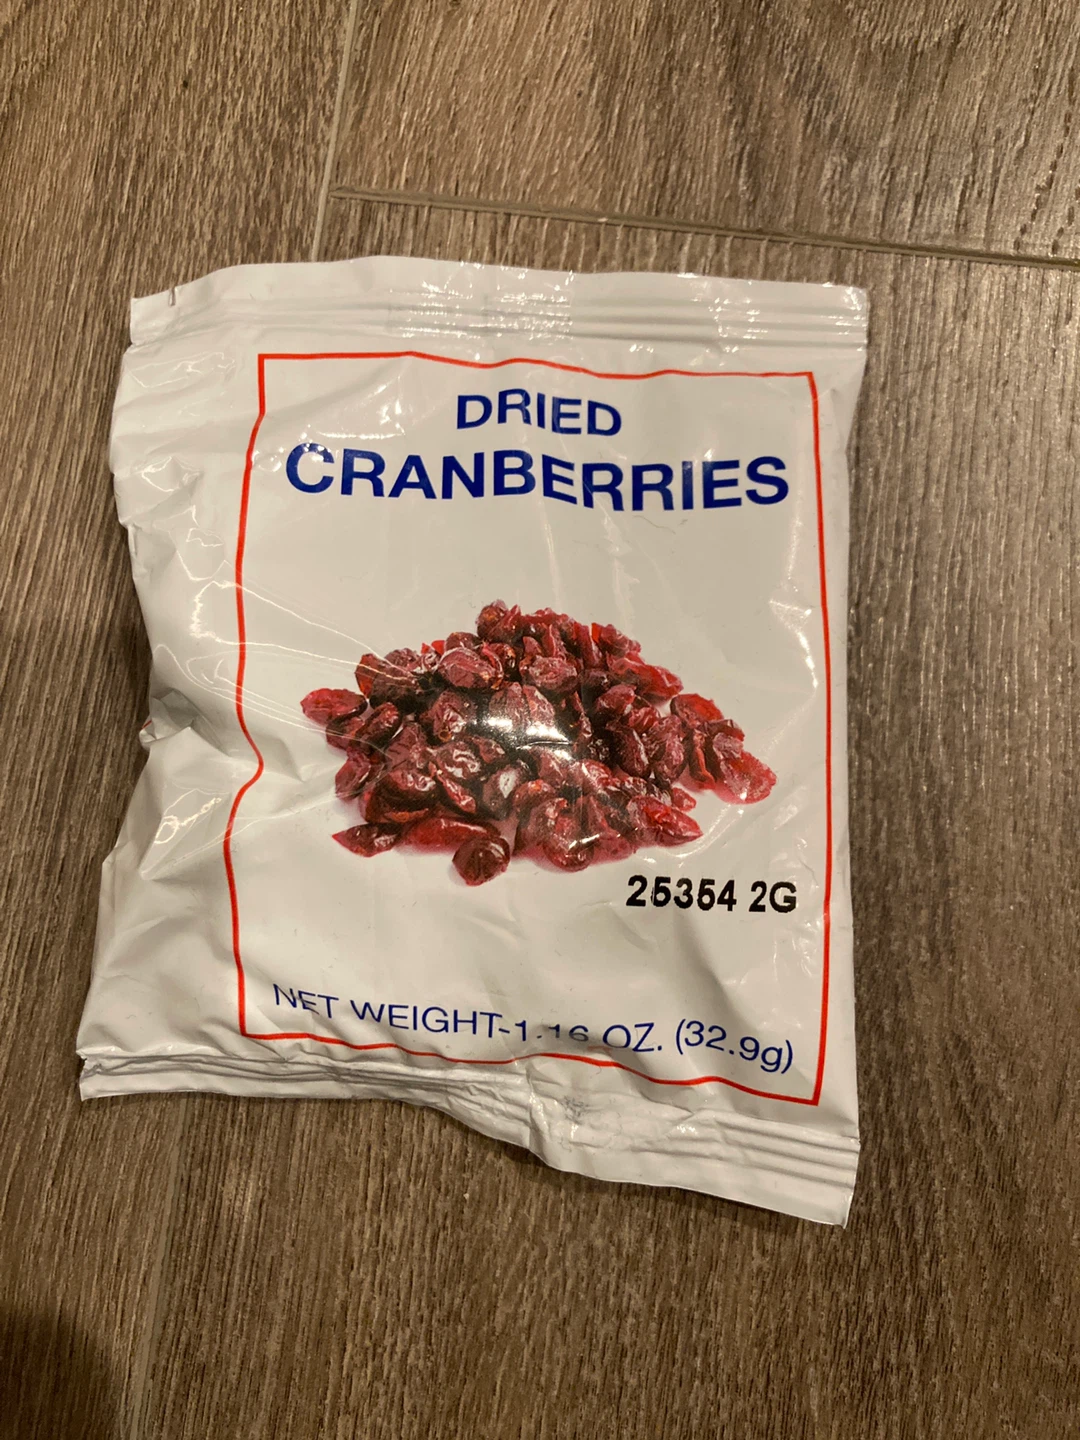 DRIED
CRANBERRIES
25354 2G
NET WEIGHT-1.16 OZ. (32.9g)